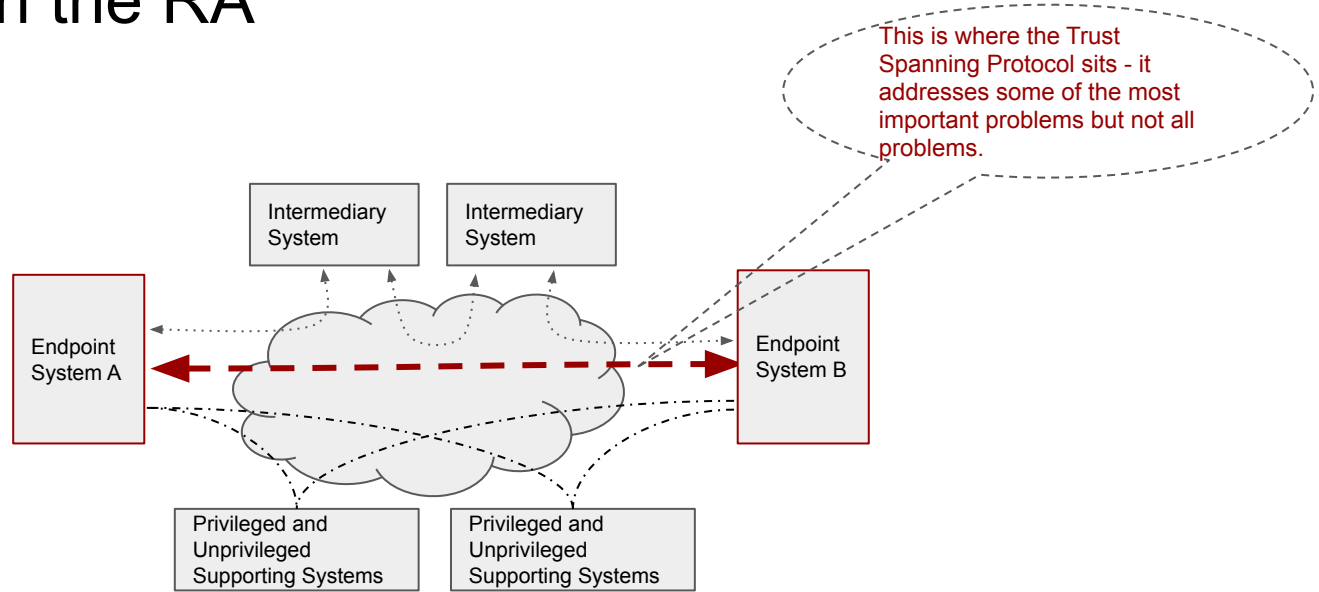 the RA
This is where the Trust
Spanning Protocol sits - it
addresses some of the most
important problems but not all
problems.
Intermediary
System
Intermediary
System
Endpoint
System A
Endpoint
System B
Privileged and
Unprivileged
Supporting Systems
Privileged and
Unprivileged
Supporting Systems